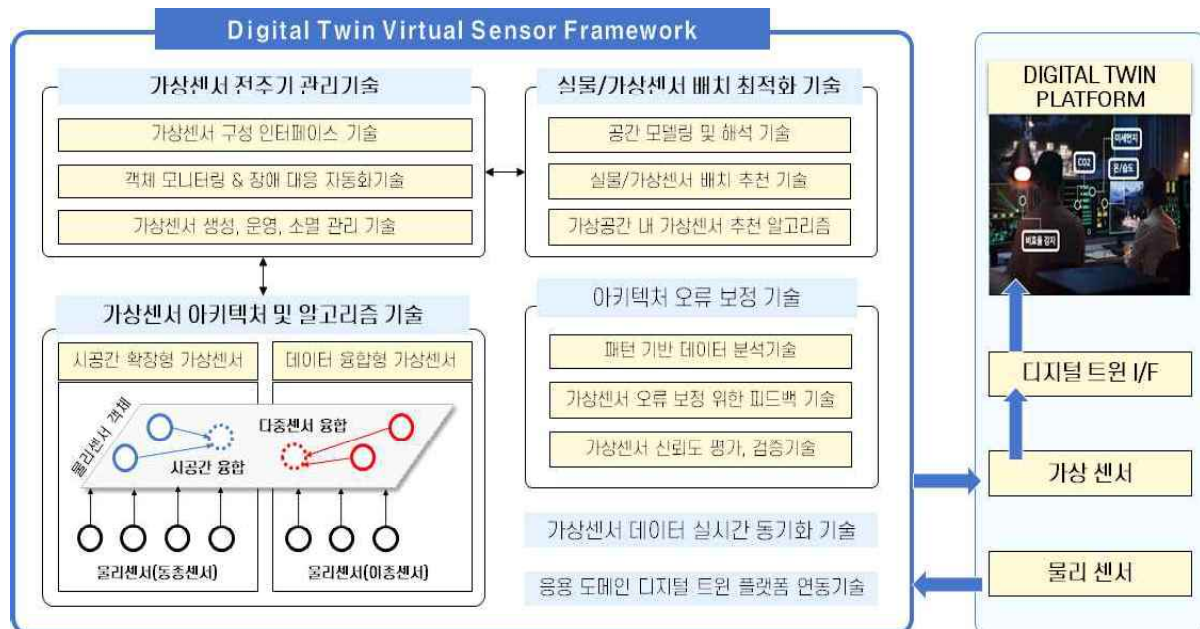 Digital Twin Virtual Sensor Framework
가상센서 전주기 관리기술
가상센서 구성 인터페이스 기술
객체 모니터링 & 장애 대응 자동화기술
가상센서 생성, 운영, 소멸 관리 기술
실물/가상센서 배치 최적화 기술
공간 모델링 및 해석 기술
실물/가상센서 배치 추천 기술
가상공간 내 가상센서 추천 알고리즘
가상센서 아키텍처 및 알고리즘 기술
시공간 확장형 가상센서
데이터 융합형 가상센서
물리센서 객체
다중센서 융합
시공간 융합
물리센서(동종센서)
물리센서(이종센서)
아키텍처 오류 보정 기술
패턴 기반 데이터 분석기술
가상센서 오류 보정 위한 피드백 기술
가상센서 신뢰도 평가, 검증기술
가상센서 데이터 실시간 동기화 기술
응용 도메인 디지털 트윈 플랫폼 연동기술
DIGITAL TWIN
PLATFORM
미세먼지
CO2
온/습도
비효율 감지
디지털 트윈 I/F
가상 센서
물리 센서